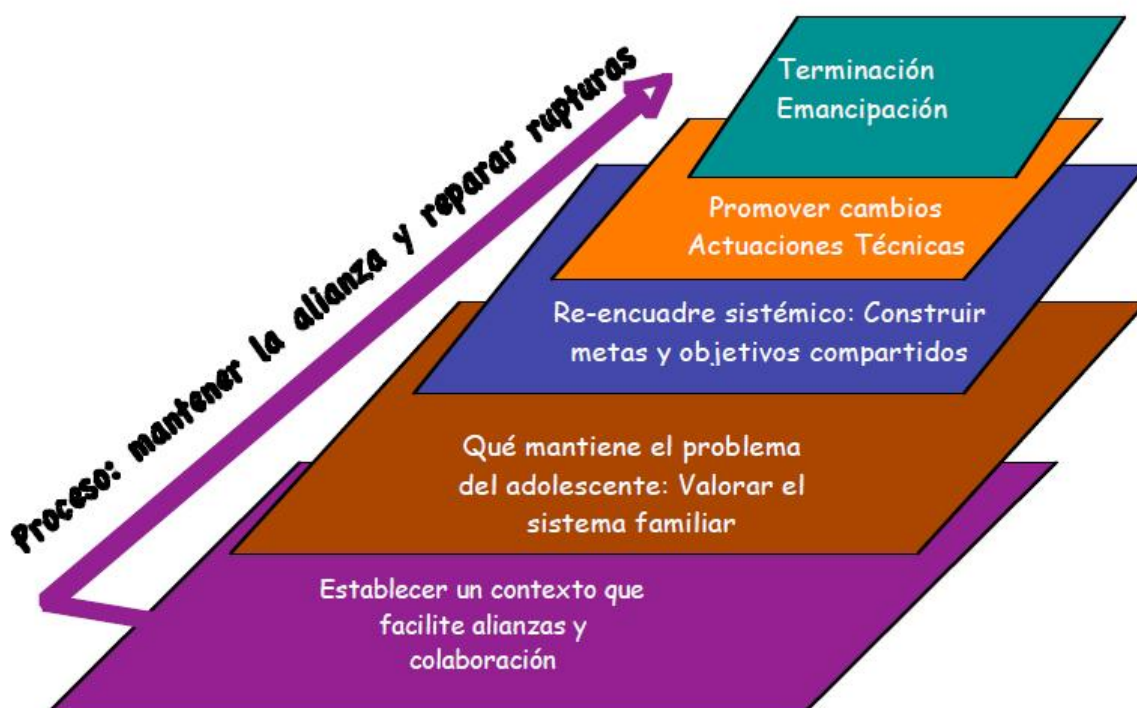 Proceso: mantener la alianza y reparar rupturas
Terminación
Emancipación
Promover cambios
Actuaciones Técnicas
Re-encuadre sistémico: Construir
metas y objetivos compartidos
Qué mantiene el problema
del adolescente: Valorar el
sistema familiar
Establecer un contexto que
facilite alianzas y
colaboración